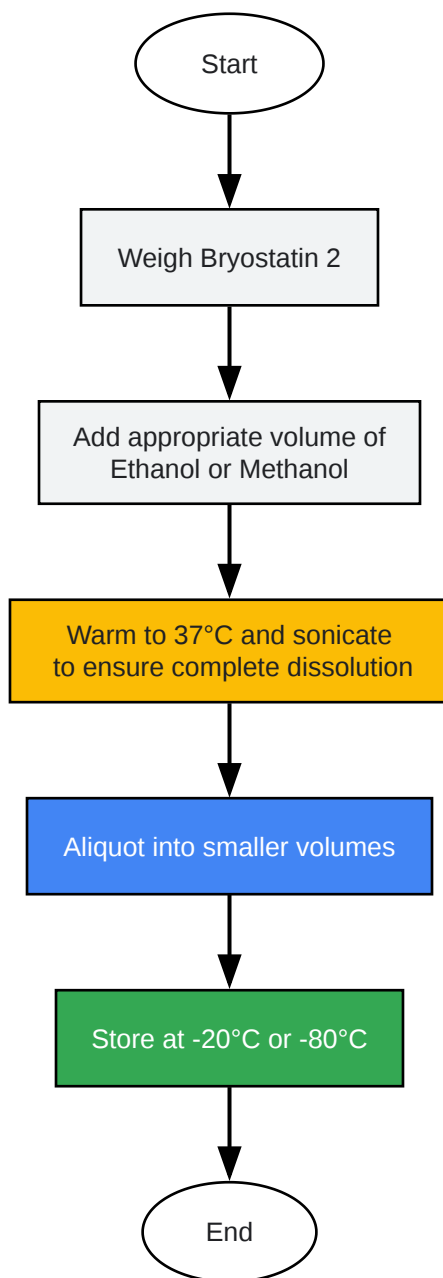 Start
Weigh Bryostatin 2
Add appropriate volume of
Ethanol or Methanol
Warm to 37°C and sonicate
to ensure complete dissolution
Aliquot into smaller volumes
Store at -20°C or -80°C
End